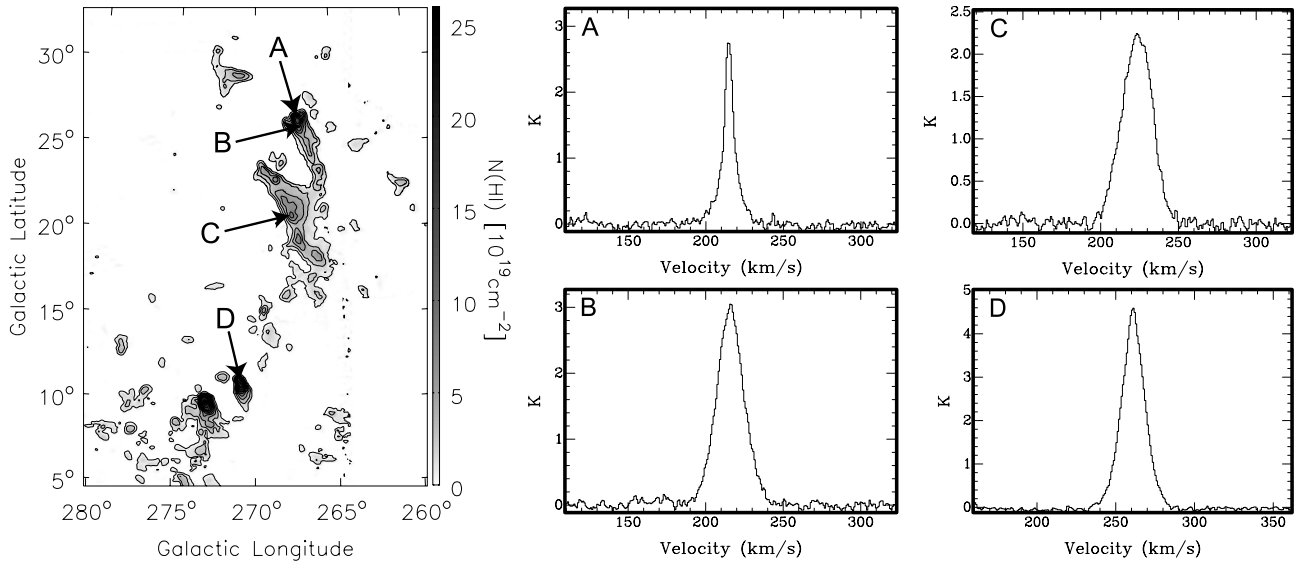 30°
25°
20°
15°
10°
5°
280°
275°
270°
265°
260°
Galactic Latitude
Galactic Longitude
A
B
C
D
25
20
15
10
5
0
N(HI) [10^19cm^-2]
A
3
2
1
0
K
150
200
250
300
Velocity (km/s)
C
2.5
2.0
1.5
1.0
0.5
0.0
K
150
200
250
300
Velocity (km/s)
B
3
2
1
0
K
150
200
250
300
Velocity (km/s)
D
5
4
3
2
1
0
K
200
250
300
350
Velocity (km/s)